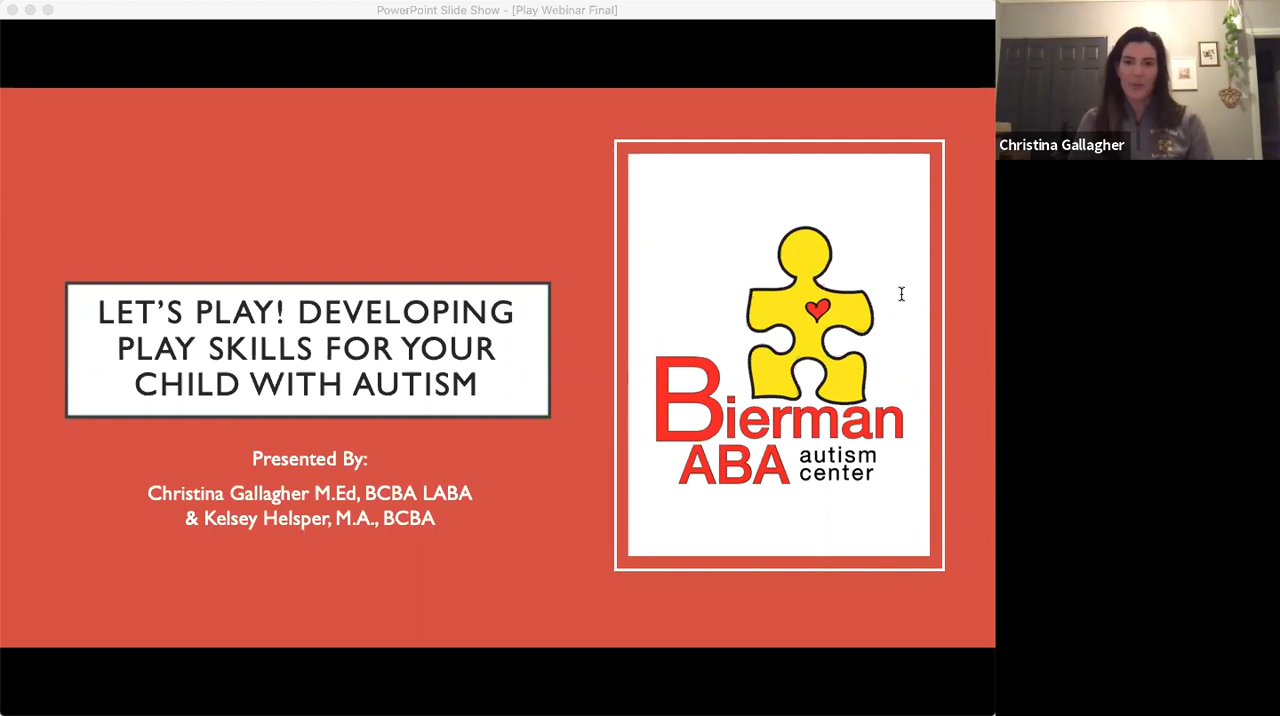 PowerPoint Slide Show - [Play Webinar Final]
LET'S PLAY! DEVELOPING
PLAY SKILLS FOR YOUR
CHILD WITH AUTISM
Presented By:
Christina Gallagher M.Ed, BCBA LABA
& Kelsey Helsper, M.A., BCBA
Bierman
ABA autism
center
Christina Gallagher